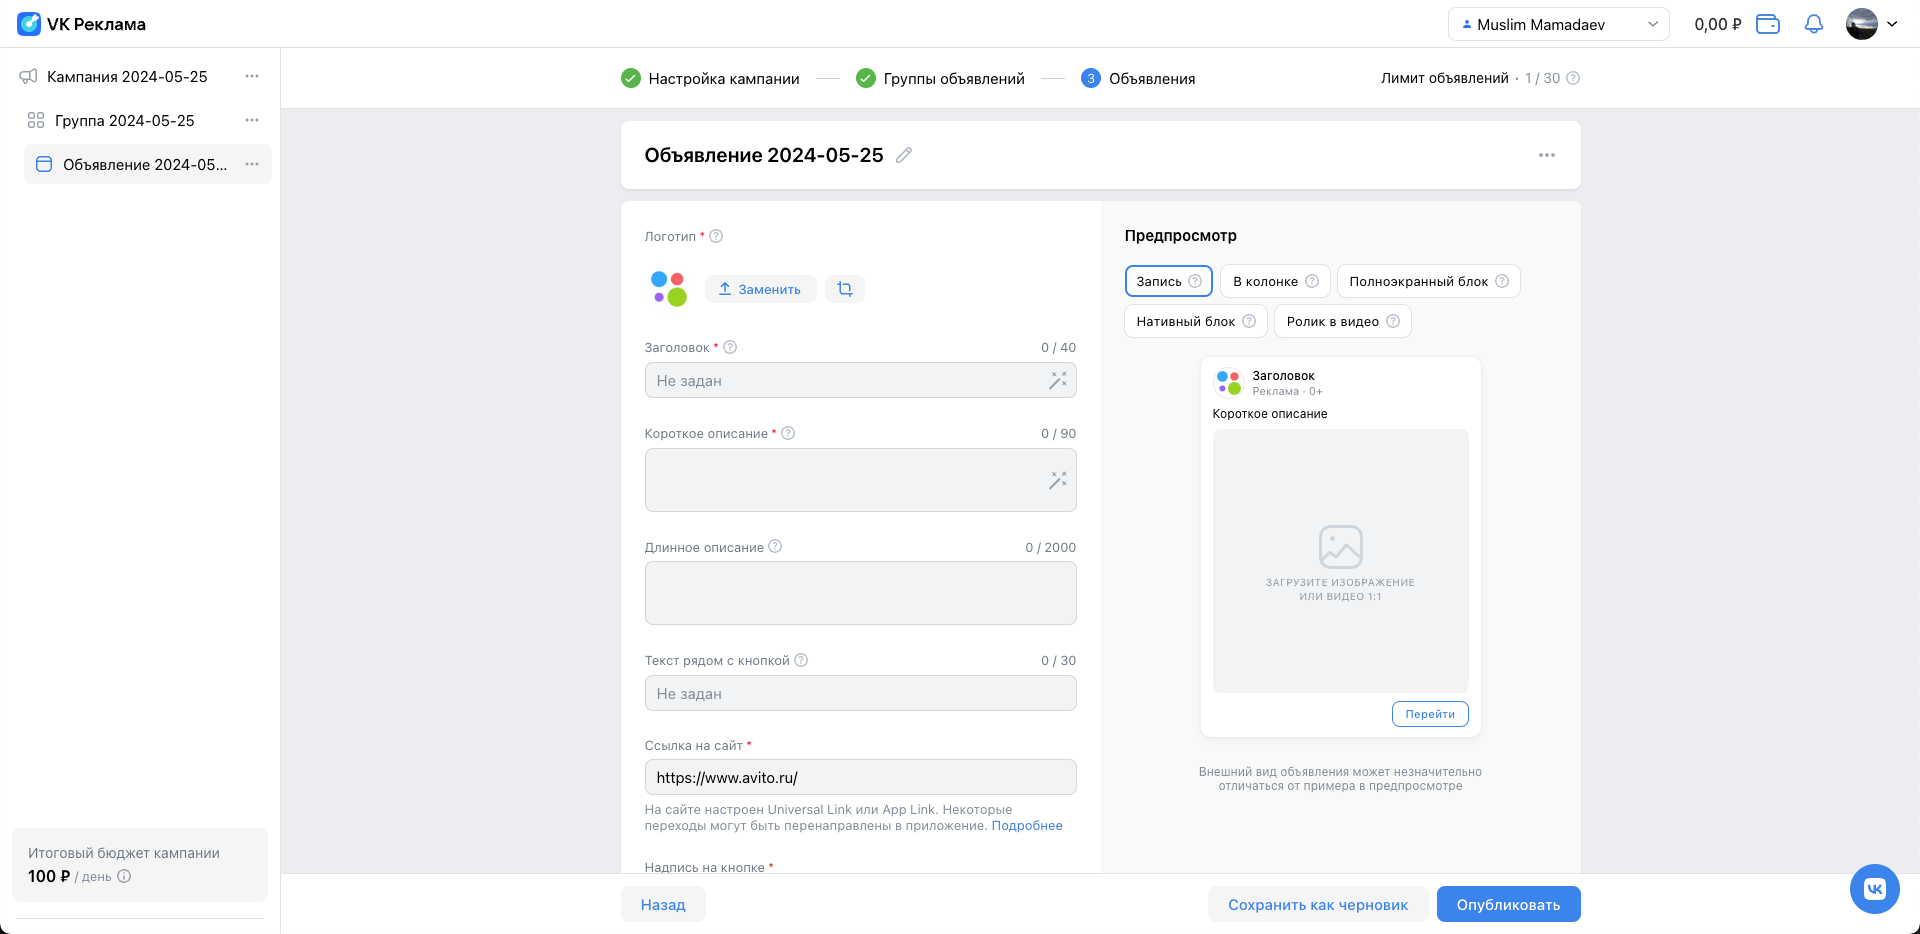 VK Реклама
Muslim Mamadaev
0,00 ₽
Кампания 2024-05-25
Группа 2024-05-25
Объявление 2024-05...
Настройка кампании
Группы объявлений
3 Объявления
Лимит объявлений · 1 / 30
Объявление 2024-05-25
Логотип *
Заменить
Заголовок *
0 / 40
Не задан
Короткое описание *
0 / 90
Длинное описание
0 / 2000
Текст рядом с кнопкой
0 / 30
Не задан
Ссылка на сайт *
https://www.avito.ru/
На сайте настроен Universal Link или App Link. Некоторые
переходы могут быть перенаправлены в приложение. Подробнее
Надпись на кнопке *
Предпросмотр
Запись
В колонке
Полноэкранный блок
Нативный блок
Ролик в видео
Заголовок
Реклама · 0+
Короткое описание
ЗАГРУЗИТЕ ИЗОБРАЖЕНИЕ
ИЛИ ВИДЕО 1:1
Перейти
Внешний вид объявления может незначительно
отличаться от примера в предпросмотре
Итоговый бюджет кампании
100 ₽ / день
Назад
Сохранить как черновик
Опубликовать